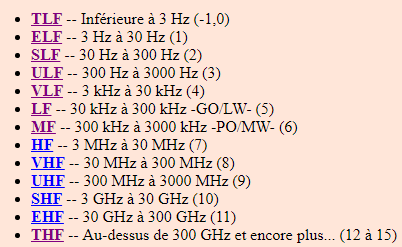 TLF -- Inférieure à 3 Hz (-1,0)
ELF -- 3 Hz à 30 Hz (1)
SLF -- 30 Hz à 300 Hz (2)
ULF -- 300 Hz à 3000 Hz (3)
VLF -- 3 kHz à 30 kHz (4)
LF -- 30 kHz à 300 kHz -GO/LW- (5)
MF -- 300 kHz à 3000 kHz -PO/MW- (6)
HF -- 3 MHz à 30 MHz (7)
VHF -- 30 MHz à 300 MHz (8)
UHF -- 300 MHz à 3000 MHz (9)
SHF -- 3 GHz à 30 GHz (10)
EHF -- 30 GHz à 300 GHz (11)
THF -- Au-dessus de 300 GHz et encore plus... (12 à 15)